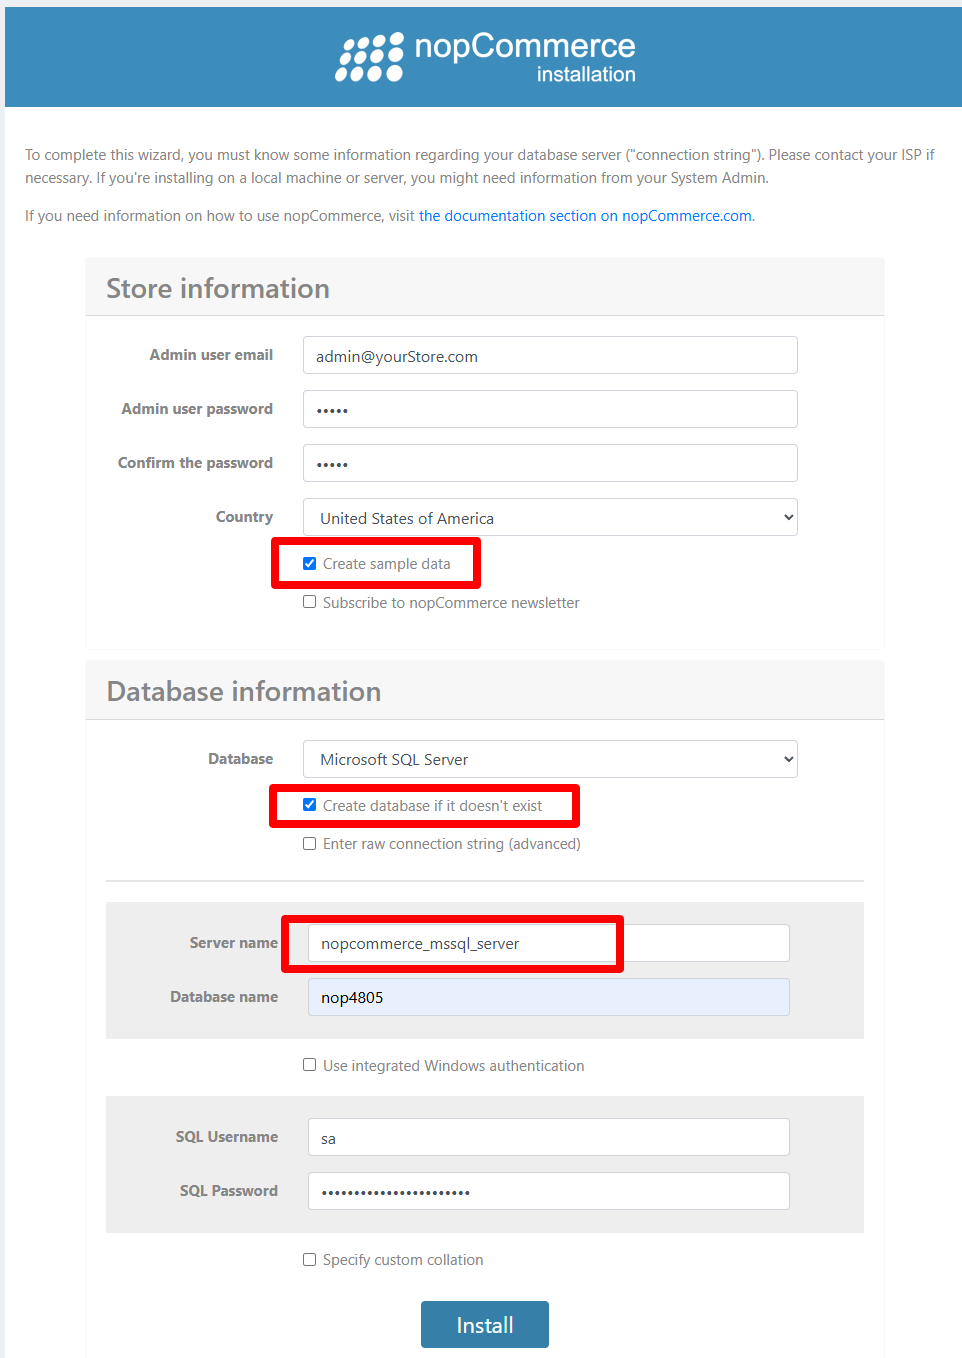 nopCommerce
installation
To complete this wizard, you must know some information regarding your database server ("connection string"). Please contact your ISP if
necessary. If you're installing on a local machine or server, you might need information from your System Admin.
If you need information on how to use nopCommerce, visit the documentation section on nopCommerce.com.
Store information
Admin user email admin@yourStore.com
Admin user password •••••
Confirm the password •••••
Country United States of America
Create sample data
Subscribe to nopCommerce newsletter
Database information
Database Microsoft SQL Server
Create database if it doesn't exist
Enter raw connection string (advanced)
Server name nopcommerce_mssql_server
Database name nop4805
Use integrated Windows authentication
SQL Username sa
SQL Password •••••••••••••••••••••••
Specify custom collation
Install